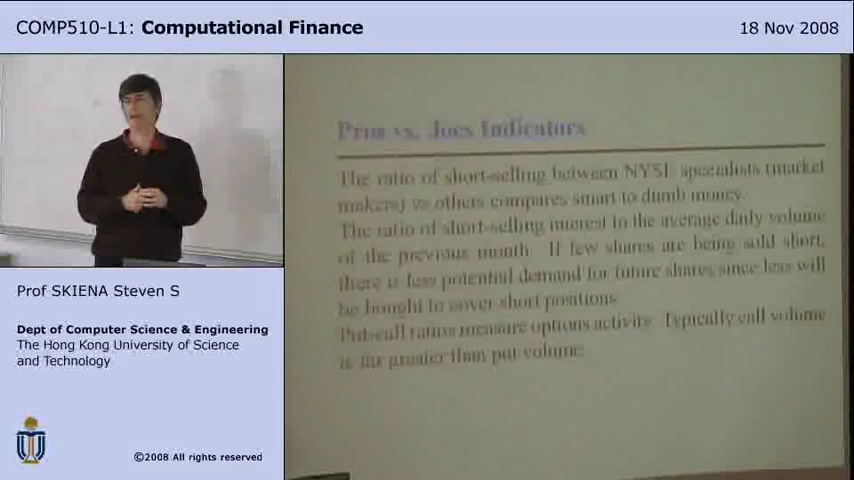 COMP510-L1: Computational Finance
18 Nov 2008
Pros vs. Joes Indicators
The ratio of short-selling between NYSE specialists (market
makers) vs others compares smart to dumb money.
The ratio of short-selling interest to the average daily volume
of the previous month. If few shares are being sold short,
there is less potential demand for future shares since less will
be bought to cover short positions.
Put-call ratios measure options activity. Typically call volume
is far greater than put volume.
Prof SKIENA Steven S
Dept of Computer Science & Engineering
The Hong Kong University of Science
and Technology
©2008 All rights reserved